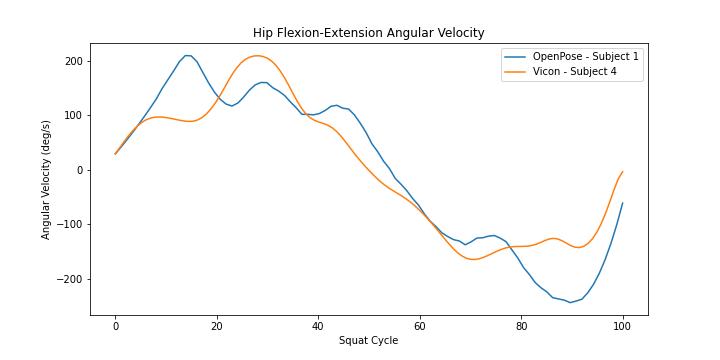 Hip Flexion-Extension Angular Velocity
OpenPose - Subject 1
Vicon - Subject 4
Angular Velocity (deg/s)
200
100
0
−100
−200
0 20 40 60 80 100
Squat Cycle